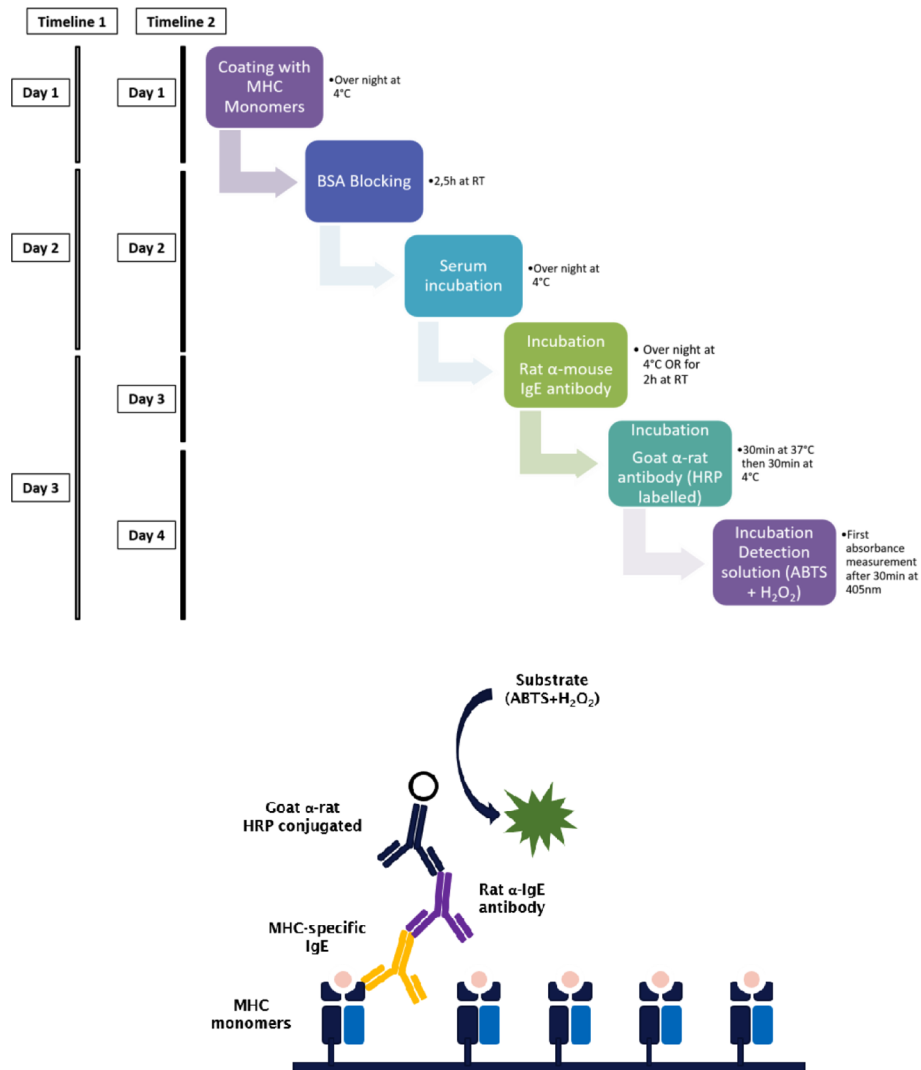 Timeline 1
Timeline 2
Day 1
Day 2
Day 3
Day 1
Day 2
Day 3
Day 4
Coating with
MHC
Monomers
•Over night at
4°C
BSA Blocking
•2,5h at RT
Serum
incubation
•Over night at
4°C
Incubation
Rat α-mouse
IgE antibody
• Over night at
4°C OR for
2h at RT
Incubation
Goat α-rat
antibody (HRP
labelled)
•30min at 37°C
then 30min at
4°C
Incubation
Detection
solution (ABTS
+ H₂O₂)
•First
absorbance
measurement
after 30min at
405nm
Substrate
(ABTS+H₂O₂)
Goat α-rat
HRP conjugated
Rat α-IgE
antibody
MHC-specific
IgE
MHC
monomers